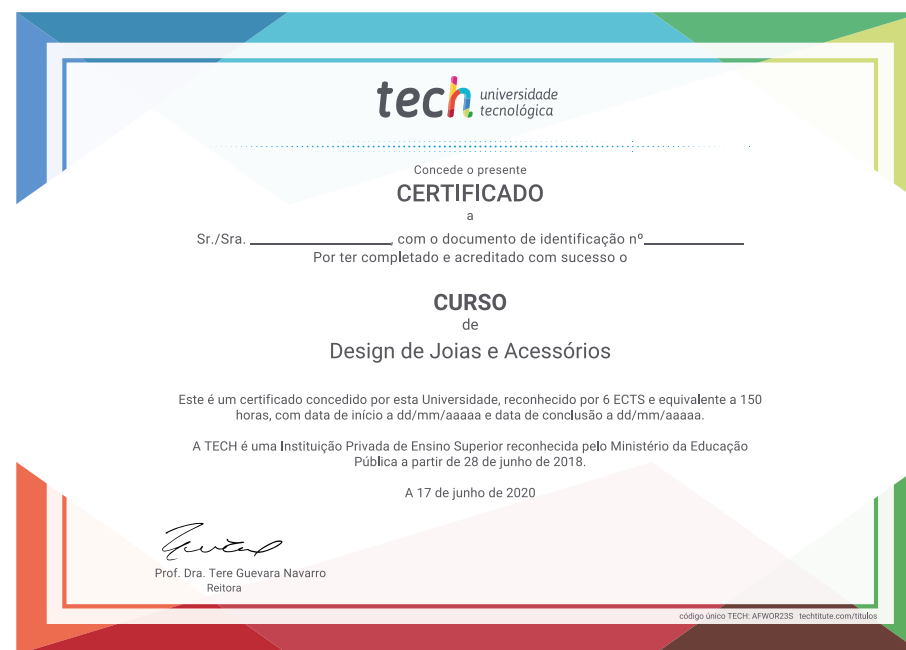 tech universidade
tecnológica
Concede o presente
CERTIFICADO
a
Sr./Sra. ____________, com o documento de identificação nº____________
Por ter completado e acreditado com sucesso o
CURSO
de
Design de Joias e Acessórios
Este é um certificado concedido por esta Universidade, reconhecido por 6 ECTS e equivalente a 150
horas, com data de início a dd/mm/aaaaa e data de conclusão a dd/mm/aaaaa.
A TECH é uma Instituição Privada de Ensino Superior reconhecida pelo Ministério da Educação
Pública a partir de 28 de junho de 2018.
A 17 de junho de 2020
Prof. Dra. Tere Guevara Navarro
Reitora
código único TECH: AFWOR23S techtitute.com/titulos